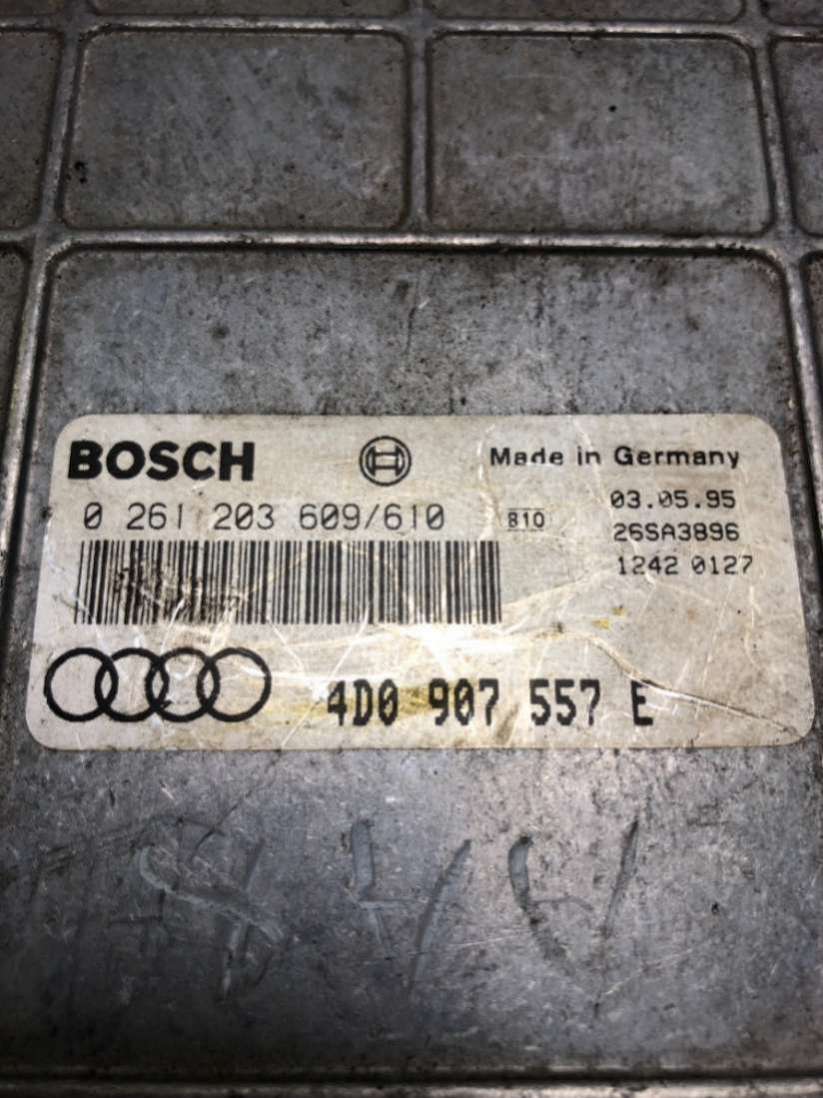 BOSCH
Made in Germany
0 261 203 609/610
810
03.05.95
26SA3896
1242 0127
4D0 907 557 E